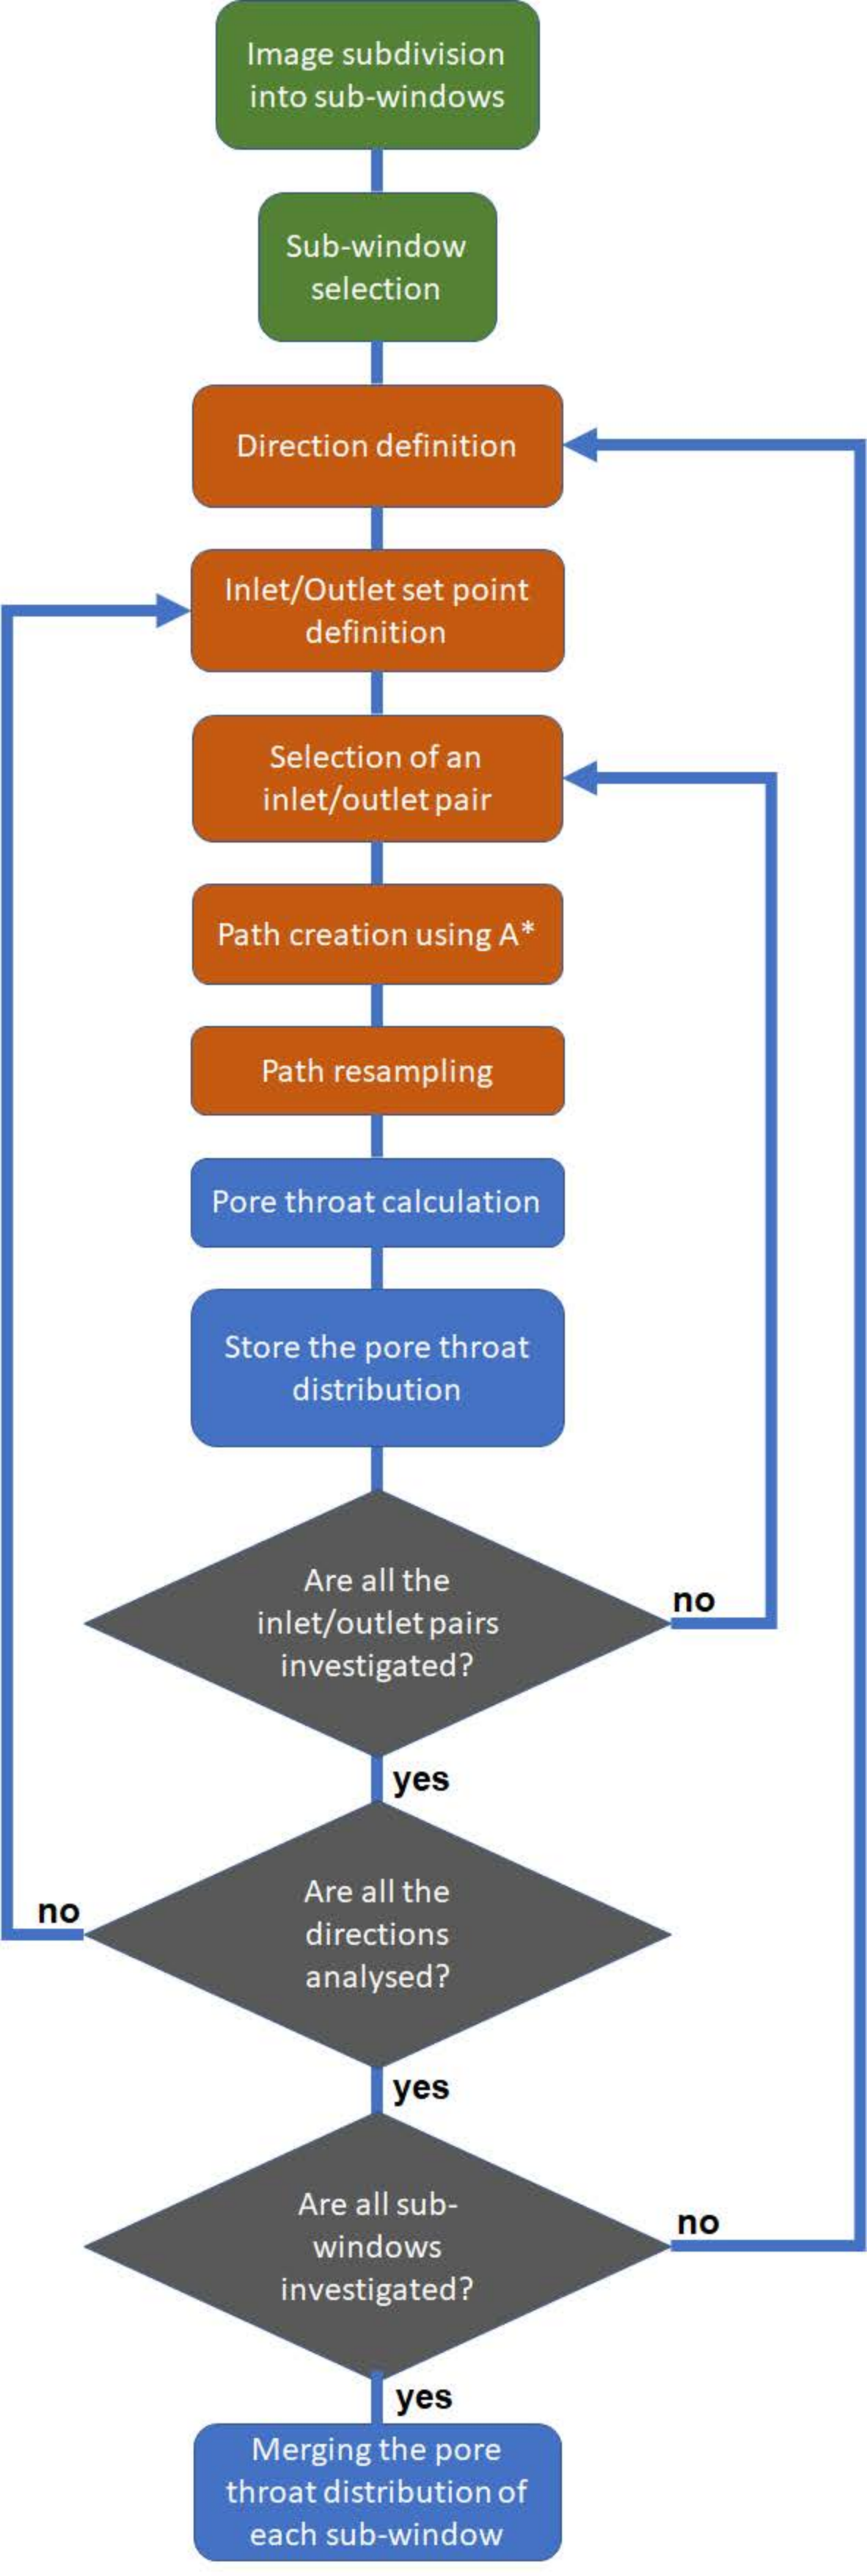 Image subdivision
into sub-windows
Sub-window
selection
Direction definition
Inlet/Outlet set point
definition
Selection of an
inlet/outlet pair
Path creation using A*
Path resampling
Pore throat calculation
Store the pore throat
distribution
Are all the
inlet/outlet pairs
investigated?
no
yes
Are all the
directions
analysed?
no
yes
Are all sub-
windows
investigated?
no
yes
Merging the pore
throat distribution of
each sub-window